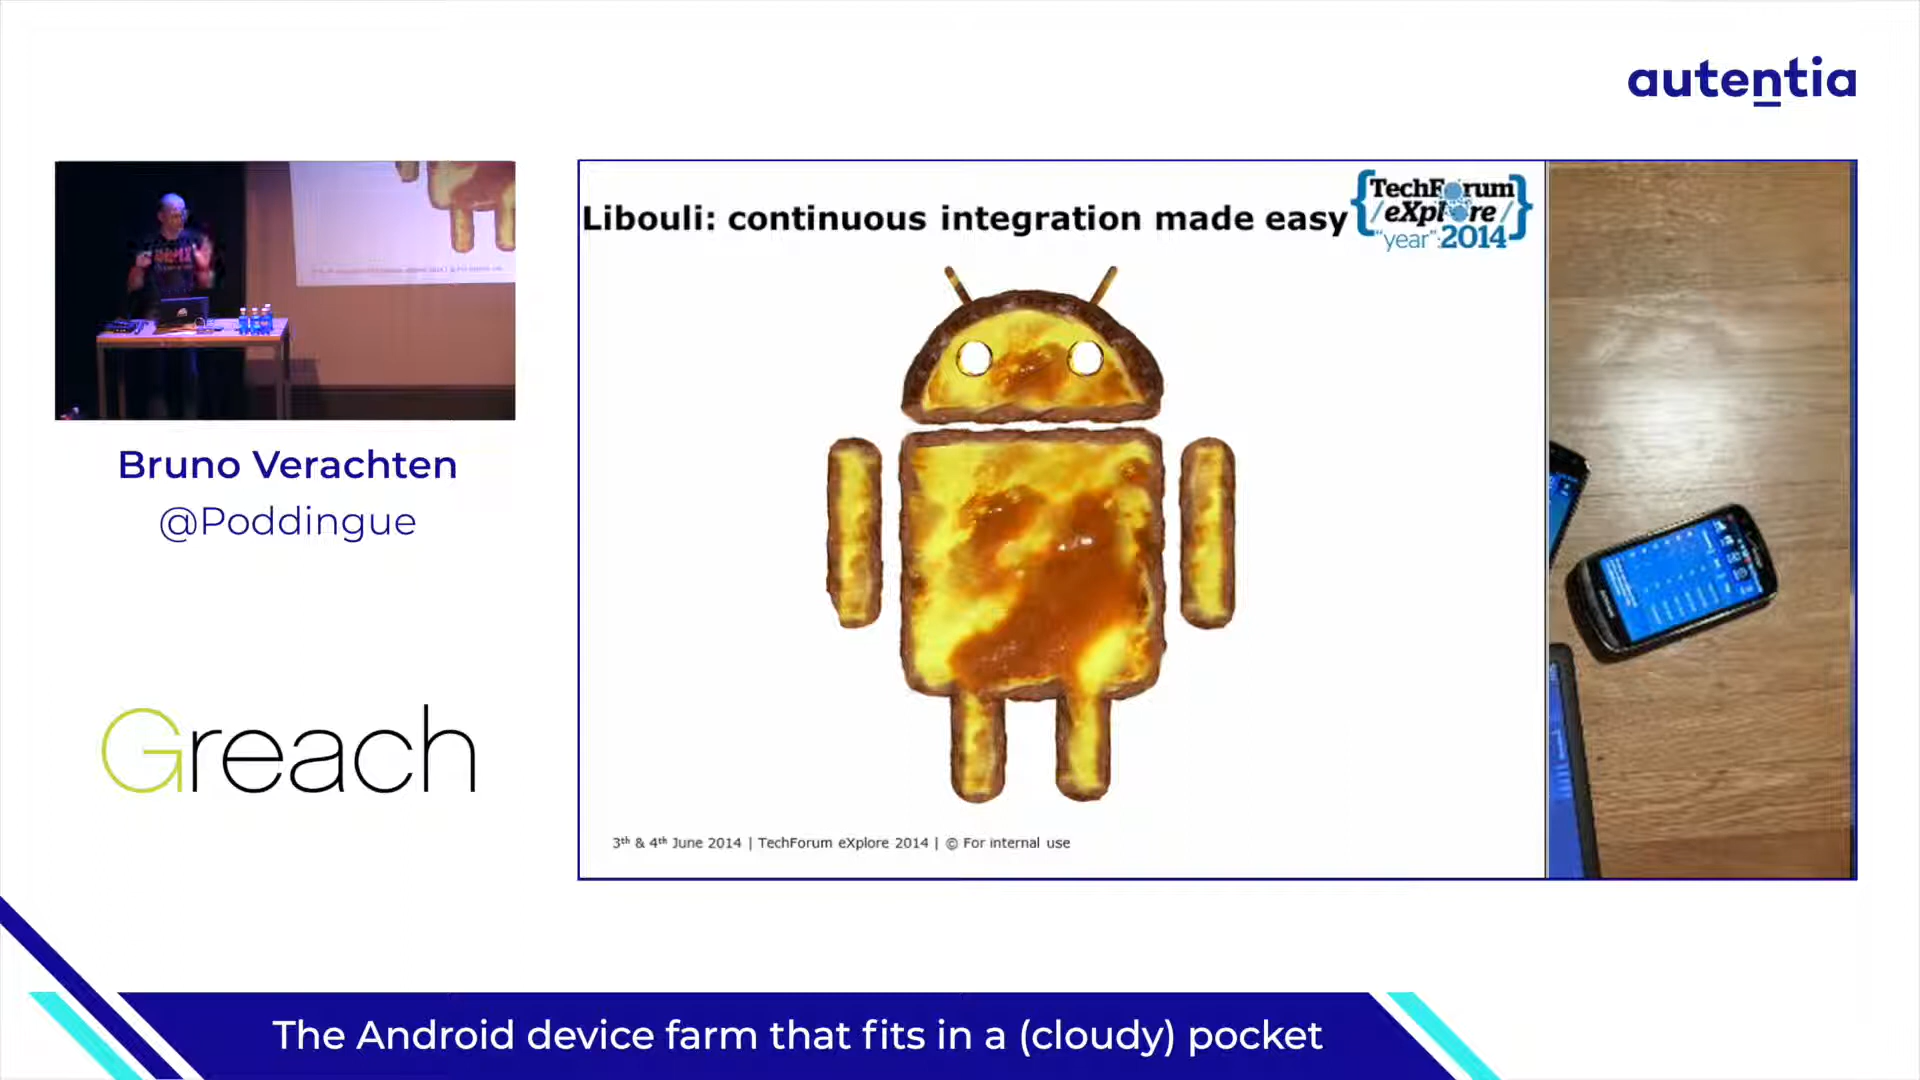 autentia
Libouli: continuous integration made easy
{TechForum
/eXplore/}
"year":2014
Bruno Verachten
@Poddingue
Greach
3th & 4th June 2014 | TechForum eXplore 2014 | © For internal use
The Android device farm that fits in a (cloudy) pocket